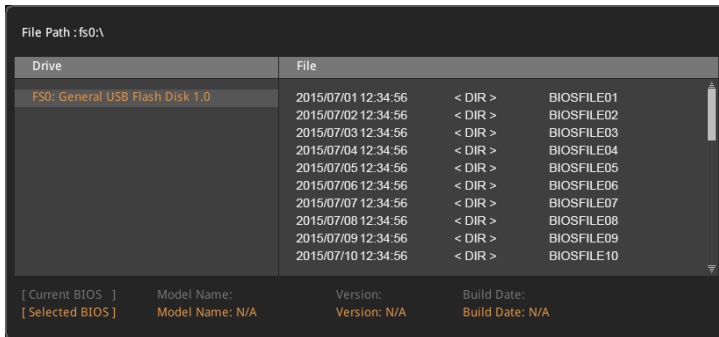 File Path : fs0:\
Drive File
FS0: General USB Flash Disk 1.0
2015/07/01 12:34:56 < DIR > BIOSFILE01
2015/07/02 12:34:56 < DIR > BIOSFILE02
2015/07/03 12:34:56 < DIR > BIOSFILE03
2015/07/04 12:34:56 < DIR > BIOSFILE04
2015/07/05 12:34:56 < DIR > BIOSFILE05
2015/07/06 12:34:56 < DIR > BIOSFILE06
2015/07/07 12:34:56 < DIR > BIOSFILE07
2015/07/08 12:34:56 < DIR > BIOSFILE08
2015/07/09 12:34:56 < DIR > BIOSFILE09
2015/07/10 12:34:56 < DIR > BIOSFILE10
[ Current BIOS ] Model Name: Version: Build Date:
[ Selected BIOS ] Model Name: N/A Version: N/A Build Date: N/A